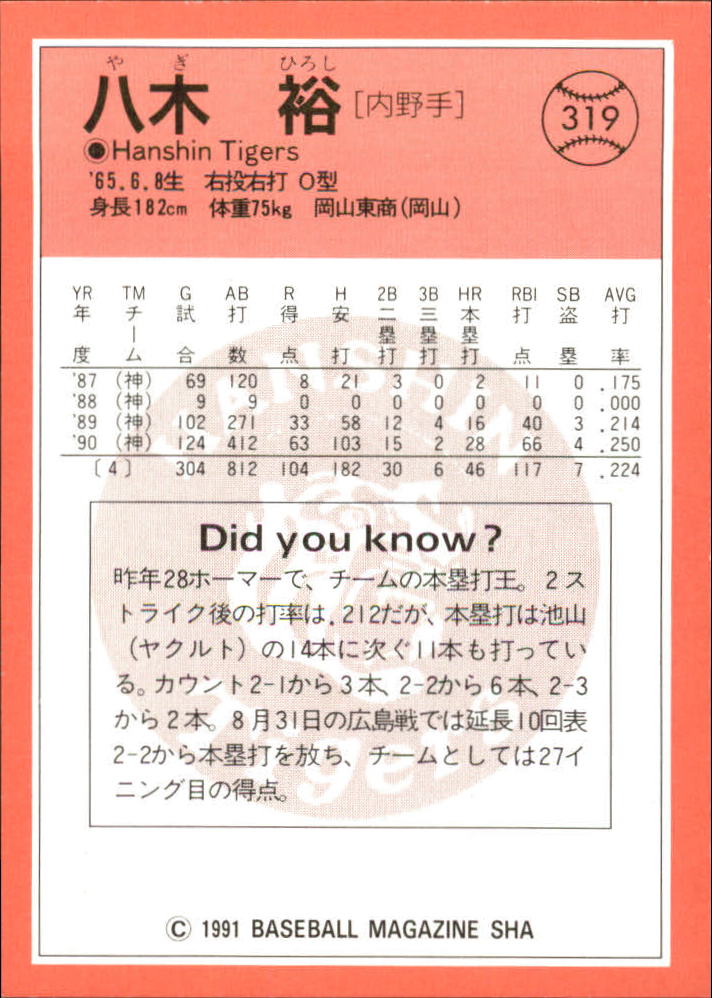 やぎ ひろし
八木 裕 [内野手]
319
Hanshin Tigers
'65.6.8生 右投右打 O型
身長182cm 体重75kg 岡山東商(岡山)
YR TM G AB R H 2B 3B HR RBI SB AVG
年度 チーム 試合 打数 得点 安打 二塁打 三塁打 本塁打 打点 盗塁 打率
'87 (神) 69 120 8 21 3 0 2 11 0 .175
'88 (神) 9 9 0 0 0 0 0 0 0 .000
'89 (神) 102 271 33 58 12 4 16 40 3 .214
'90 (神) 124 412 63 103 15 2 28 66 4 .250
〔4〕 304 812 104 182 30 6 46 117 7 .224
HANSHIN
Tigers
Did you know?
昨年28ホーマーで、チームの本塁打王。2ス
トライク後の打率は.212だが、本塁打は池山
(ヤクルト)の14本に次ぐ11本も打ってい
る。カウント2-1から3本、2-2から6本、2-3
から2本。8月31日の広島戦では延長10回表
2-2から本塁打を放ち、チームとしては27イ
ニング目の得点。
© 1991 BASEBALL MAGAZINE SHA